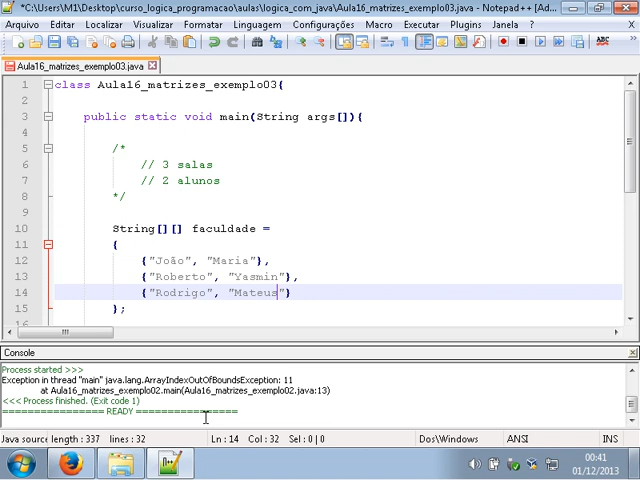 *C:\Users\M1\Desktop\curso_logica_programacao\aulas\logica_com_java\Aula16_matrizes_exemplo03.java - Notepad++ [Ad...
Arquivo Editar Localizar Visualizar Formatar Linguagem Configurações Macro Executar Plugins Janela ?
Aula16_matrizes_exemplo03.java
1 class Aula16_matrizes_exemplo03{
2
3 public static void main(String args[]){
4
5 /*
6 // 3 salas
7 // 2 alunos
8 */
9
10 String[][] faculdade =
11 {
12 {"João", "Maria"},
13 {"Roberto", "Yasmin"},
14 {"Rodrigo", "Mateus"}
15 };
Console
Process started >>>
Exception in thread "main" java.lang.ArrayIndexOutOfBoundsException: 11
at Aula16_matrizes_exemplo02.main(Aula16_matrizes_exemplo02.java:13)
<<< Process finished. (Exit code 1)
================ READY ================
Java source length : 337 lines : 32 Ln : 14 Col : 32 Sel : 0 | 0 Dos\Windows ANSI INS
00:41
01/12/2013